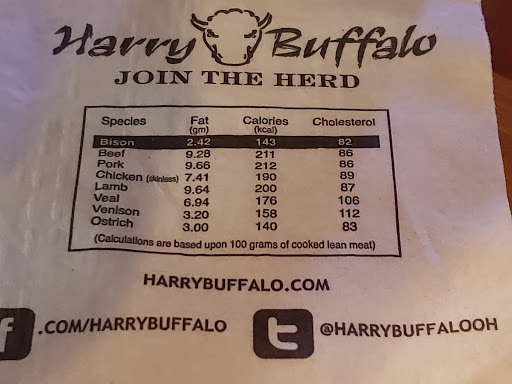 Harry Buffalo
JOIN THE HERD
Species Fat (gm) Calories (kcal) Cholesterol
Bison 2.42 143 82
Beef 9.28 211 86
Pork 9.66 212 86
Chicken (skinless) 7.41 190 89
Lamb 9.64 200 87
Veal 6.94 176 106
Venison 3.20 158 112
Ostrich 3.00 140 83
(Calculations are based upon 100 grams of cooked lean meat)
HARRYBUFFALO.COM
f .COM/HARRYBUFFALO t @HARRYBUFFALOOH